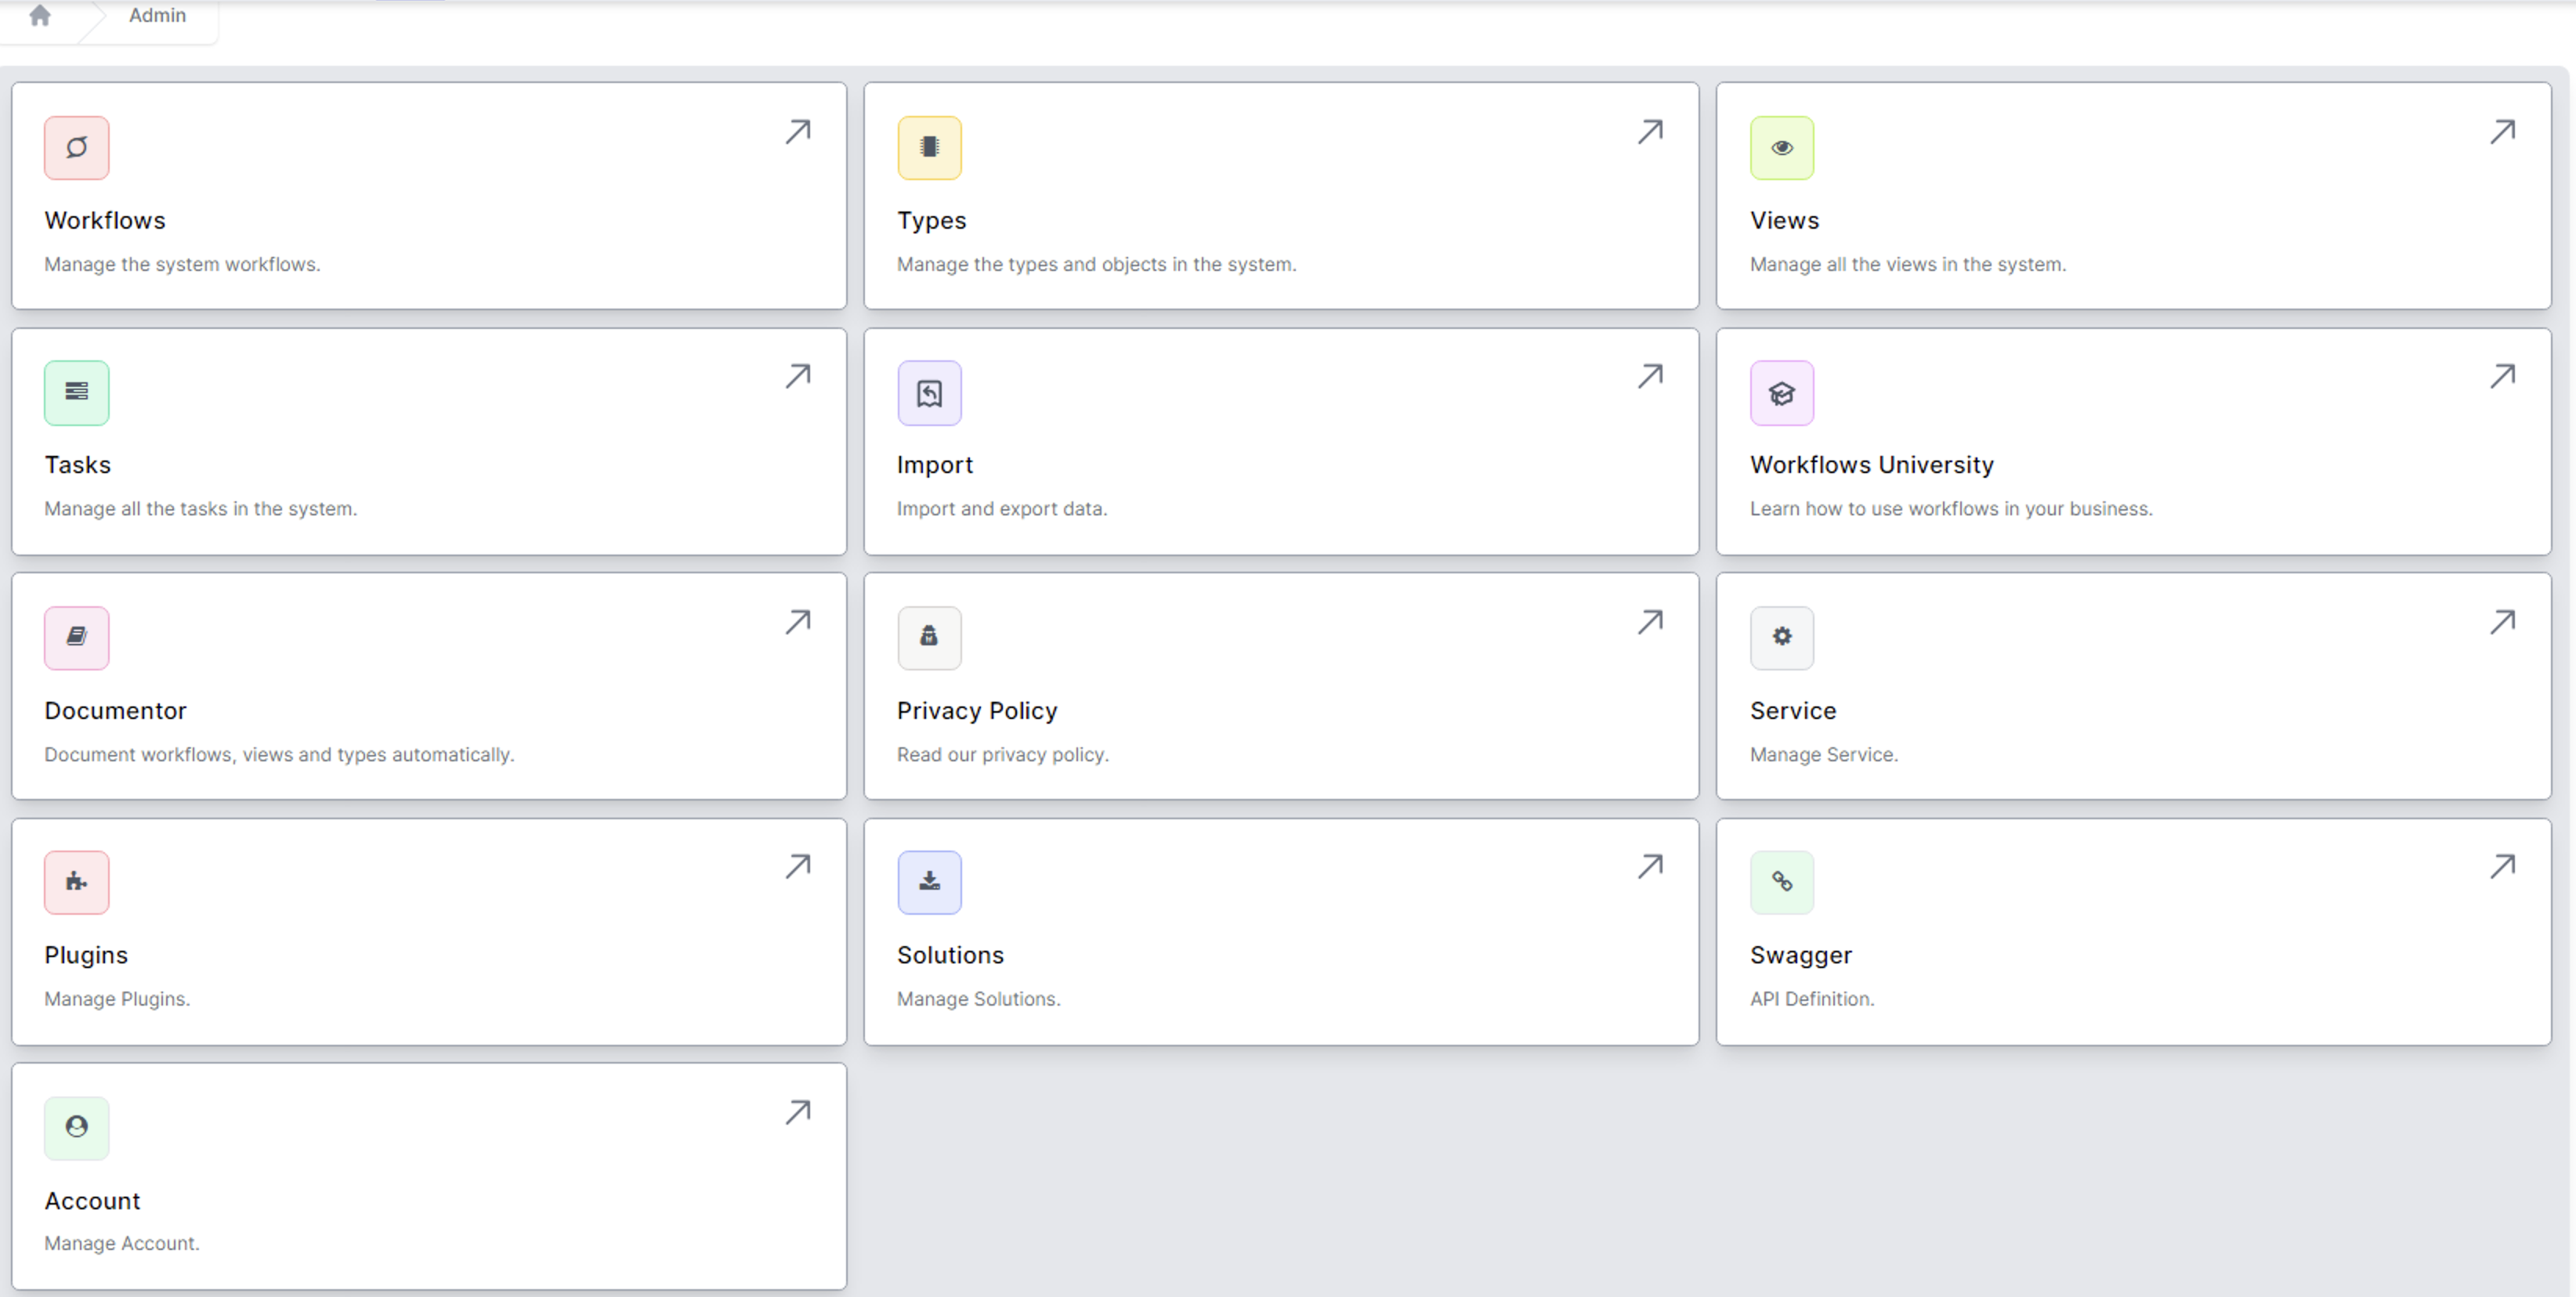 Admin
Workflows
Manage the system workflows.
Types
Manage the types and objects in the system.
Views
Manage all the views in the system.
Tasks
Manage all the tasks in the system.
Import
Import and export data.
Workflows University
Learn how to use workflows in your business.
Documentor
Document workflows, views and types automatically.
Privacy Policy
Read our privacy policy.
Service
Manage Service.
Plugins
Manage Plugins.
Solutions
Manage Solutions.
Swagger
API Definition.
Account
Manage Account.